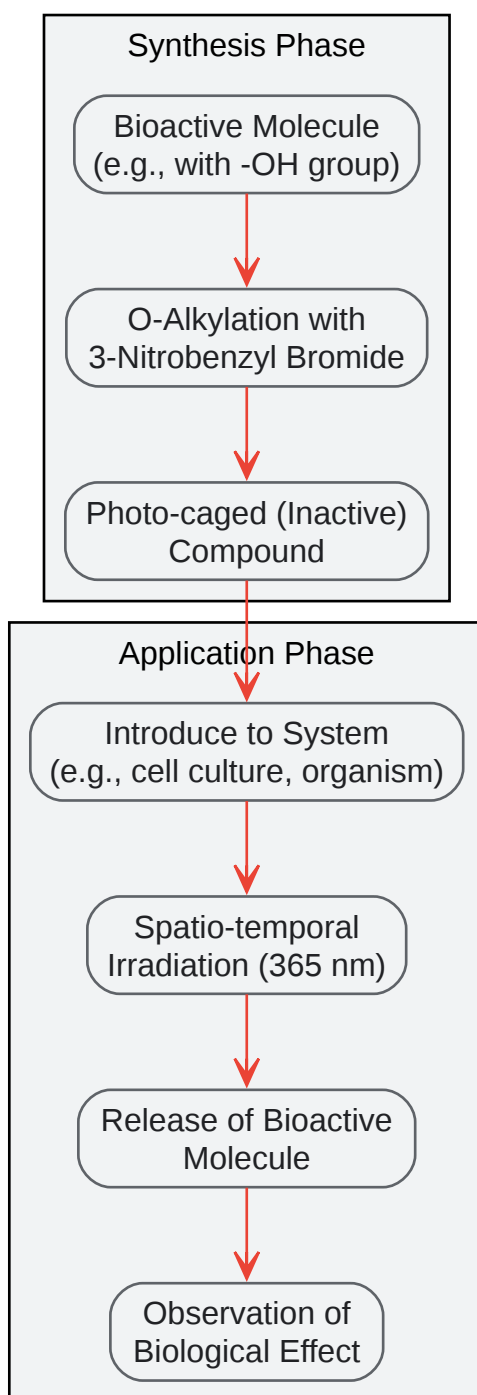 Synthesis Phase
Bioactive Molecule
(e.g., with -OH group)
O-Alkylation with
3-Nitrobenzyl Bromide
Photo-caged (Inactive)
Compound
Application Phase
Introduce to System
(e.g., cell culture, organism)
Spatio-temporal
Irradiation (365 nm)
Release of Bioactive
Molecule
Observation of
Biological Effect